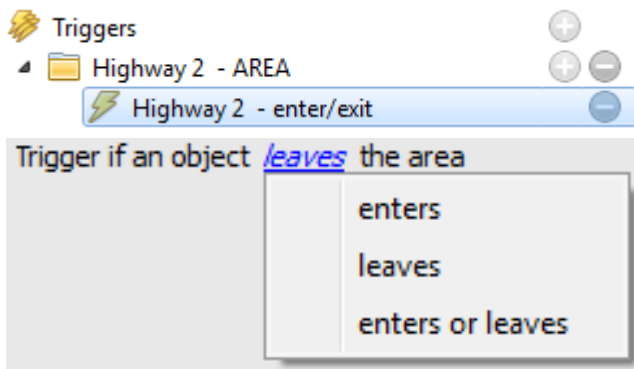 Triggers
Highway 2 - AREA
Highway 2 - enter/exit
Trigger if an object leaves the area
enters
leaves
enters or leaves